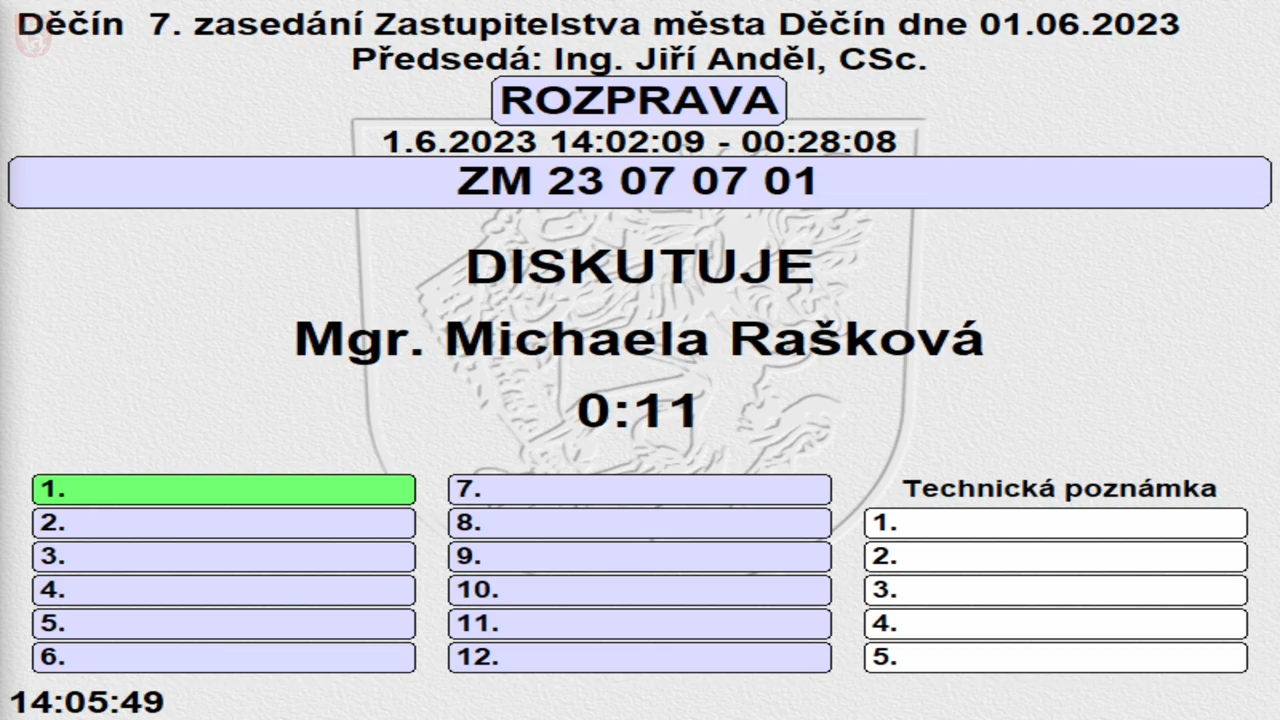 Děčín  7. zasedání Zastupitelstva města Děčín dne 01.06.2023
Předsedá: Ing. Jiří Anděl, CSc.
ROZPRAVA
1.6.2023 14:02:09 - 00:28:08
ZM 23 07 07 01
DISKUTUJE
Mgr. Michaela Rašková
0:11
1.
2.
3.
4.
5.
6.
7.
8.
9.
10.
11.
12.
Technická poznámka
1.
2.
3.
4.
5.
14:05:49